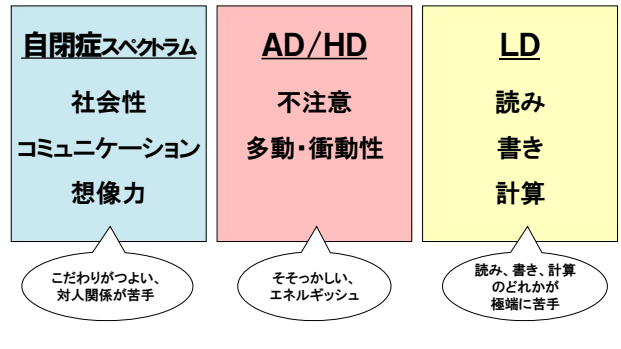 自閉症スペクトラム
社会性
コミュニケーション
想像力
こだわりがつよい、
対人関係が苦手
AD/HD
不注意
多動・衝動性
そそっかしい、
エネルギッシュ
LD
読み
書き
計算
読み、書き、計算
のどれかが
極端に苦手